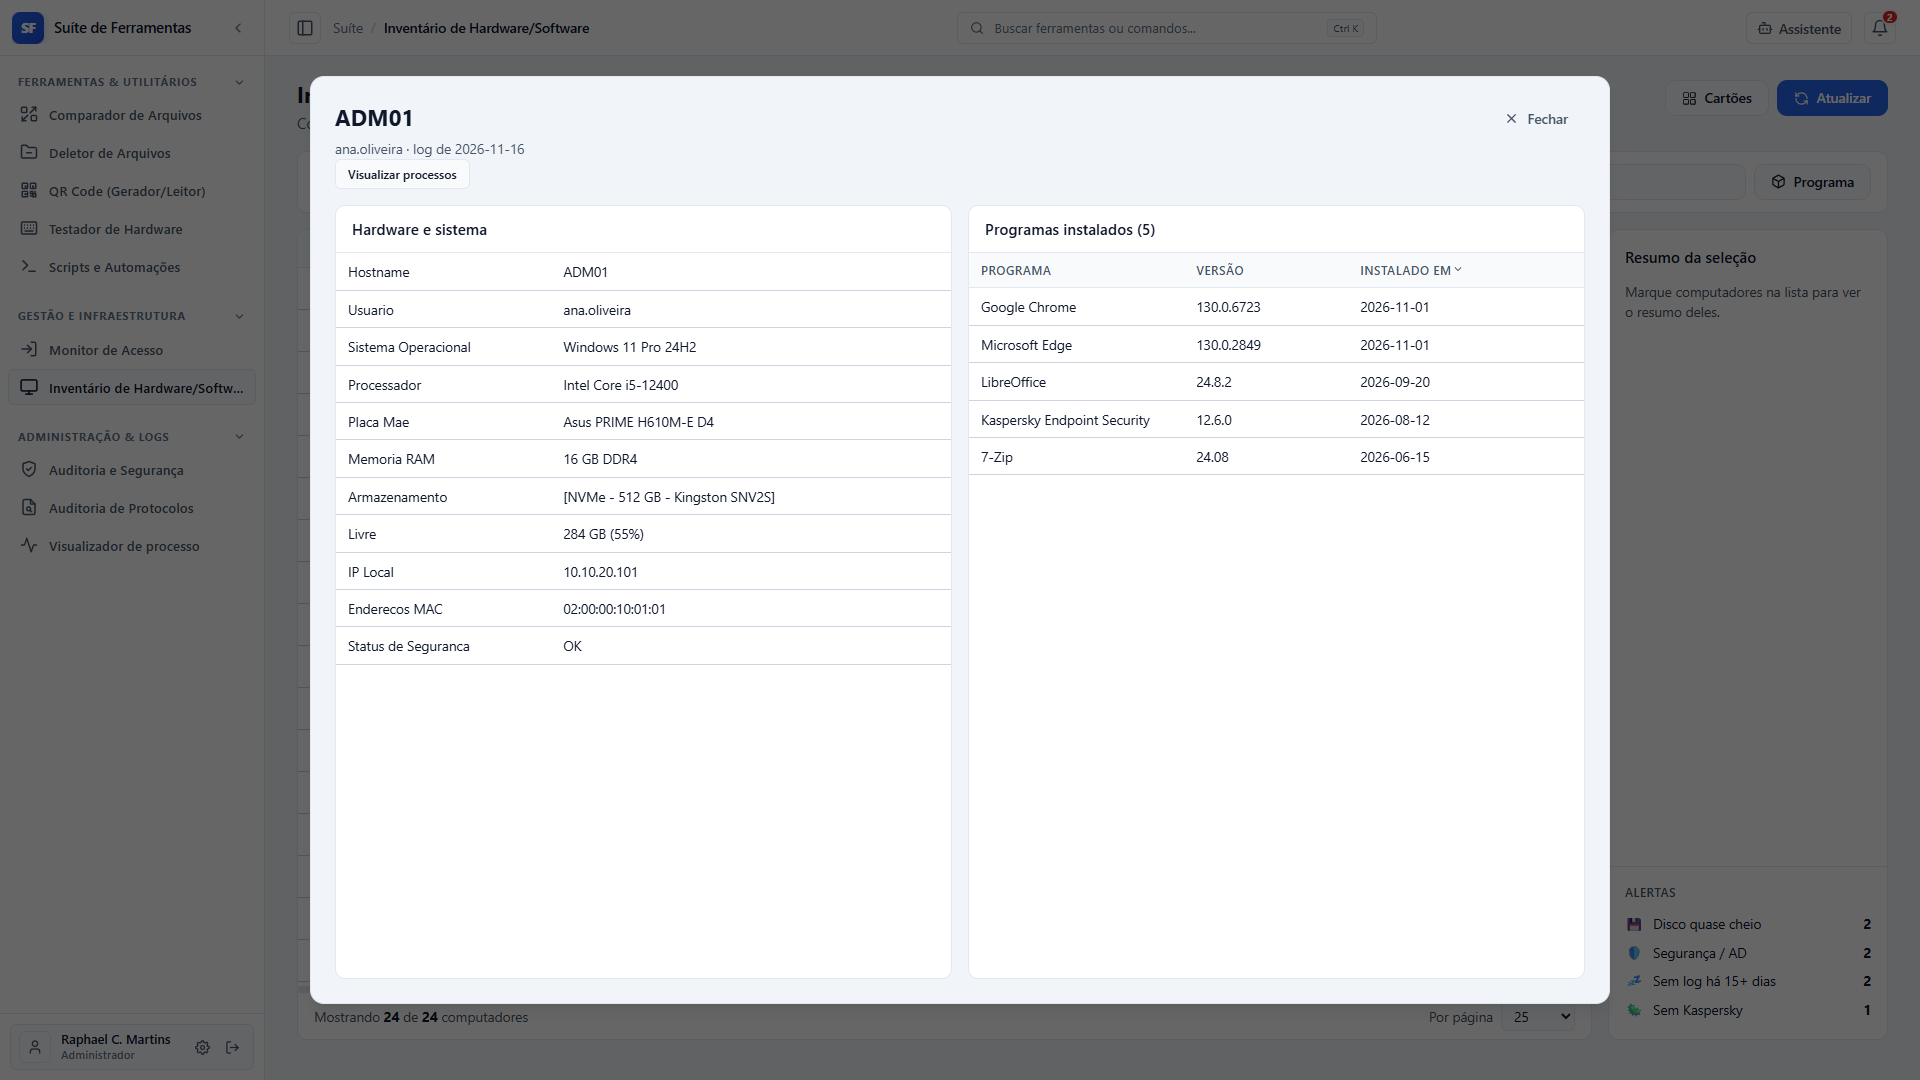 SF Suíte de Ferramentas
Suíte / Inventário de Hardware/Software
Buscar ferramentas ou comandos... Ctrl K
Assistente
2
FERRAMENTAS & UTILITÁRIOS
Comparador de Arquivos
Deletor de Arquivos
QR Code (Gerador/Leitor)
Testador de Hardware
Scripts e Automações
GESTÃO E INFRAESTRUTURA
Monitor de Acesso
Inventário de Hardware/Softw...
ADMINISTRAÇÃO & LOGS
Auditoria e Segurança
Auditoria de Protocolos
Visualizador de processo
Raphael C. Martins
Administrador
Cartões
Atualizar
Programa
ADM01
Fechar
ana.oliveira · log de 2026-11-16
Visualizar processos
Hardware e sistema
Hostname ADM01
Usuario ana.oliveira
Sistema Operacional Windows 11 Pro 24H2
Processador Intel Core i5-12400
Placa Mae Asus PRIME H610M-E D4
Memoria RAM 16 GB DDR4
Armazenamento [NVMe - 512 GB - Kingston SNV2S]
Livre 284 GB (55%)
IP Local 10.10.20.101
Enderecos MAC 02:00:00:10:01:01
Status de Seguranca OK
Programas instalados (5)
PROGRAMA VERSÃO INSTALADO EM
Google Chrome 130.0.6723 2026-11-01
Microsoft Edge 130.0.2849 2026-11-01
LibreOffice 24.8.2 2026-09-20
Kaspersky Endpoint Security 12.6.0 2026-08-12
7-Zip 24.08 2026-06-15
Resumo da seleção
Marque computadores na lista para ver
o resumo deles.
ALERTAS
Disco quase cheio 2
Segurança / AD 2
Sem log há 15+ dias 2
Sem Kaspersky 1
Mostrando 24 de 24 computadores
Por página 25